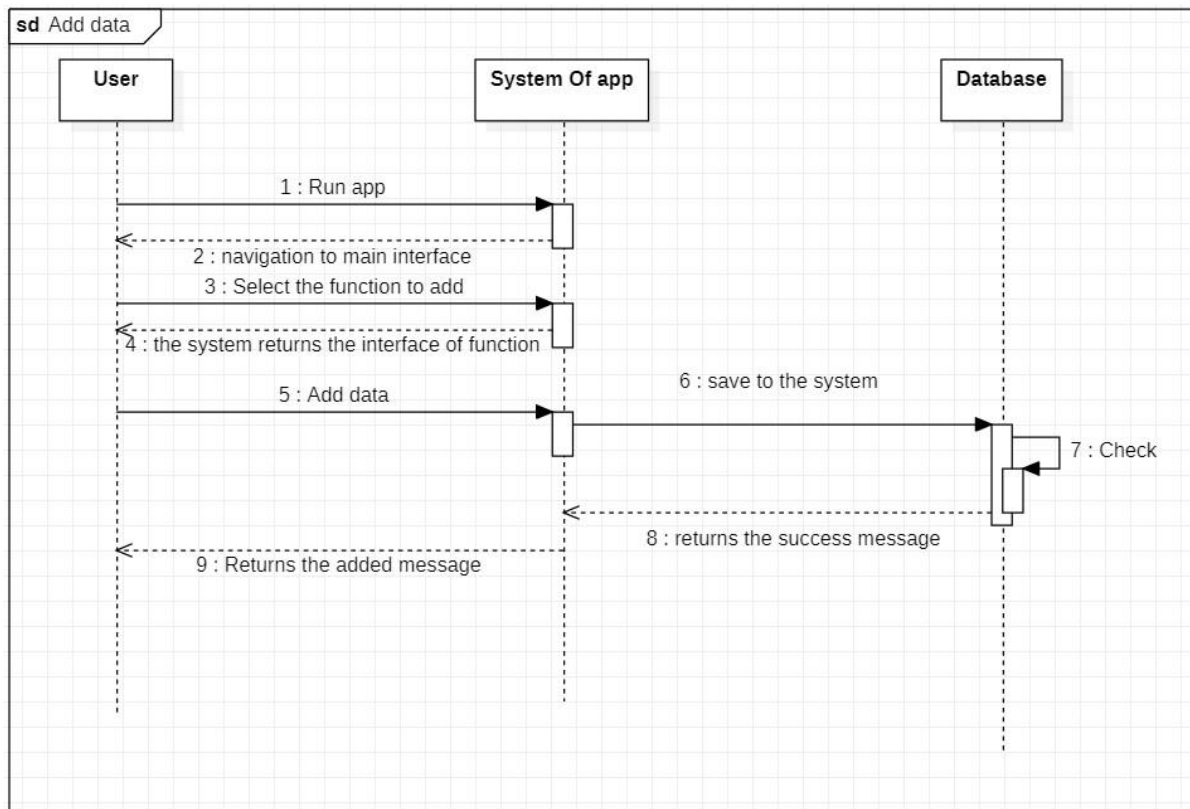 sd Add data
User
System Of app
Database
1 : Run app
2 : navigation to main interface
3 : Select the function to add
4 : the system returns the interface of function
5 : Add data
6 : save to the system
7 : Check
8 : returns the success message
9 : Returns the added message